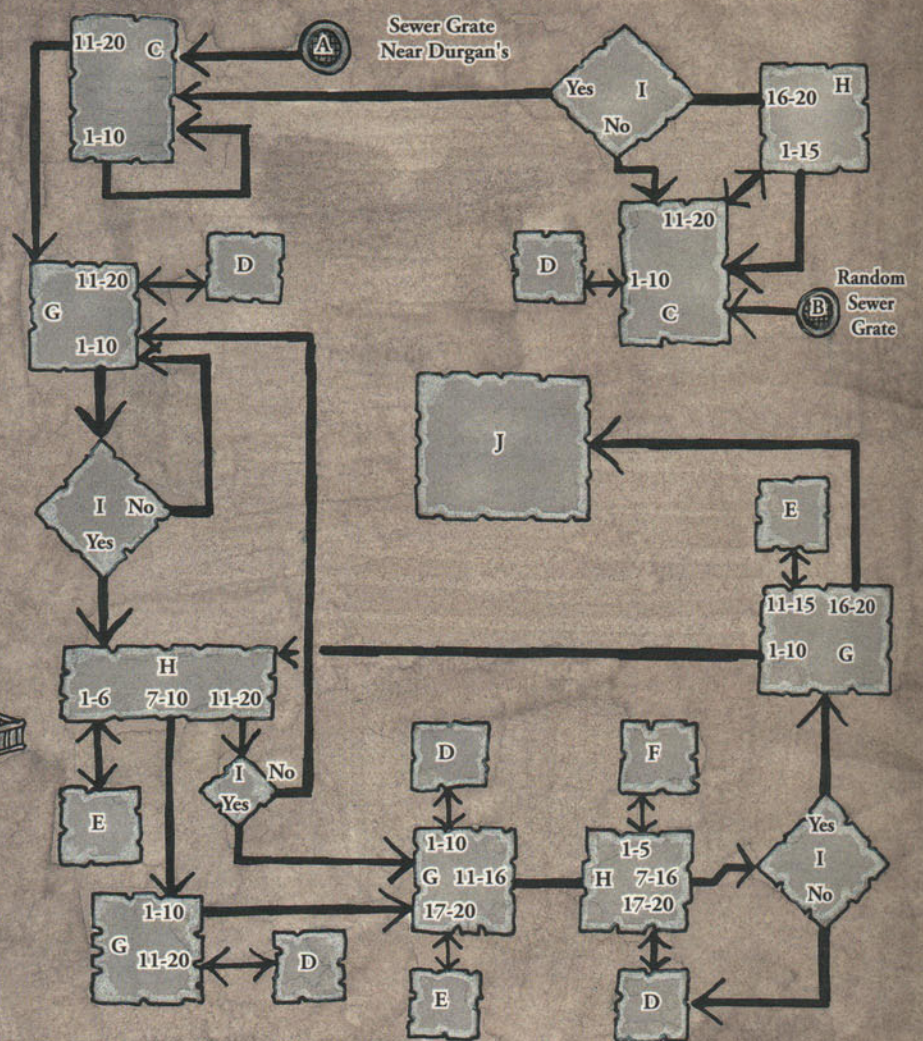 A
Sewer Grate
Near Durgan's
11-20
C
1-10
Yes
I
No
16-20
H
1-15
11-20
1-10
C
D
B
Random
Sewer
Grate
D
11-20
G
1-10
J
I
No
Yes
E
11-15
16-20
1-10
G
H
1-6
7-10
11-20
I
No
Yes
E
D
F
1-10
G
11-16
17-20
1-5
H
7-16
17-20
Yes
I
No
1-10
G
11-20
D
E
D